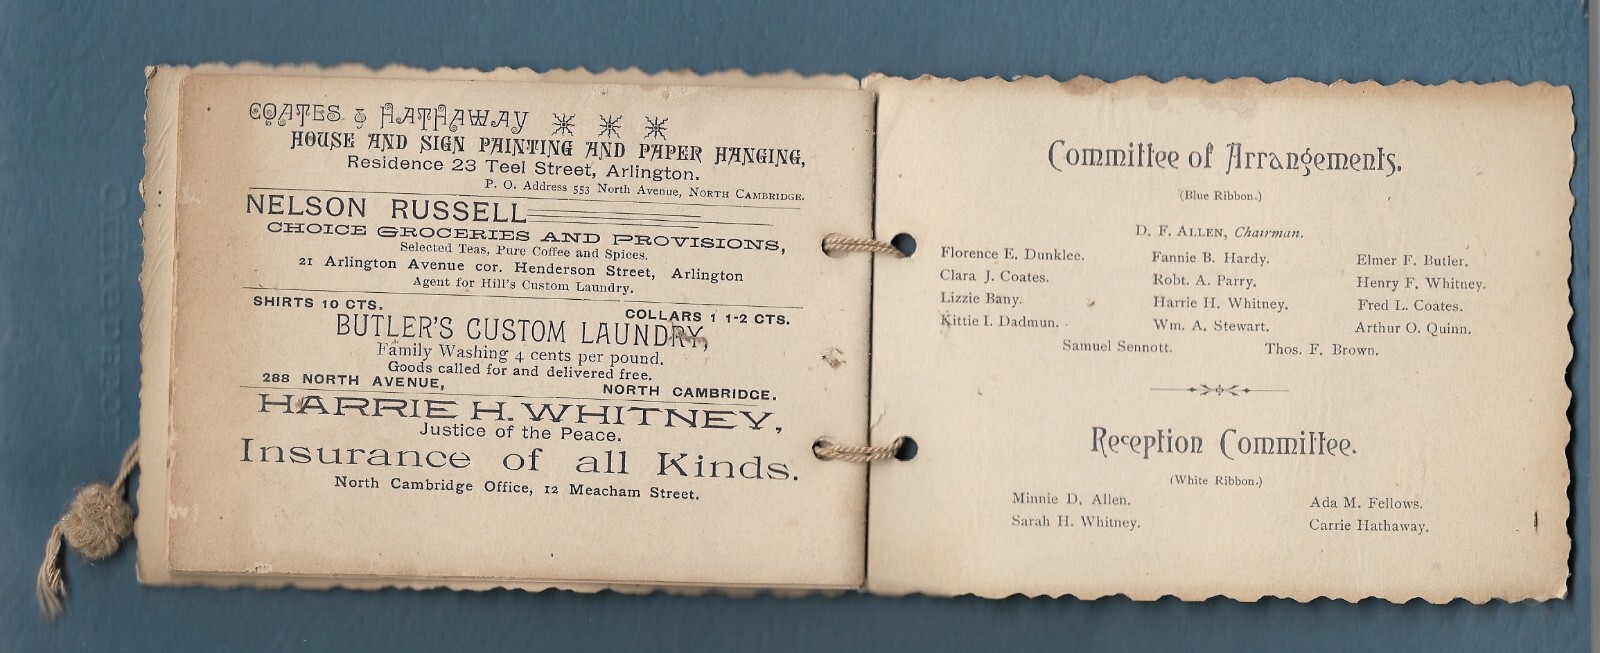 COATES & HATHAWAY
HOUSE AND SIGN PAINTING AND PAPER HANGING,
Residence 23 Teel Street, Arlington.
P. O. Address 553 North Avenue, NORTH CAMBRIDGE.
NELSON RUSSELL
CHOICE GROCERIES AND PROVISIONS,
Selected Teas, Pure Coffee and Spices.
21 Arlington Avenue cor. Henderson Street, Arlington
Agent for Hill's Custom Laundry.
SHIRTS 10 CTS. COLLARS 1 1-2 CTS.
BUTLER'S CUSTOM LAUNDRY,
Family Washing 4 cents per pound.
Goods called for and delivered free.
288 NORTH AVENUE, NORTH CAMBRIDGE.
HARRIE H. WHITNEY,
Justice of the Peace.
Insurance of all Kinds.
North Cambridge Office, 12 Meacham Street.
Committee of Arrangements.
(Blue Ribbon.)
D. F. ALLEN, Chairman.
Florence E. Dunklee. Fannie B. Hardy. Elmer F. Butler.
Clara J. Coates. Robt. A. Parry. Henry F. Whitney.
Lizzie Bany. Harrie H. Whitney. Fred L. Coates.
Kittie I. Dadmun. Wm. A. Stewart. Arthur O. Quinn.
Samuel Sennott. Thos. F. Brown.
Reception Committee.
(White Ribbon.)
Minnie D. Allen. Ada M. Fellows.
Sarah H. Whitney. Carrie Hathaway.